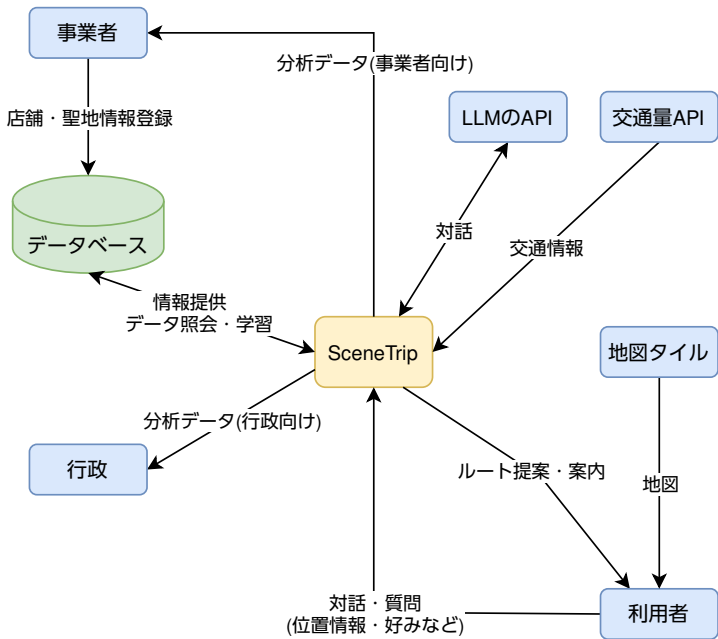 事業者
分析データ(事業者向け)
店舗・聖地情報登録
LLMのAPI
交通量API
データベース
対話
交通情報
情報提供
データ照会・学習
SceneTrip
地図タイル
分析データ(行政向け)
行政
ルート提案・案内
地図
対話・質問
(位置情報・好みなど)
利用者